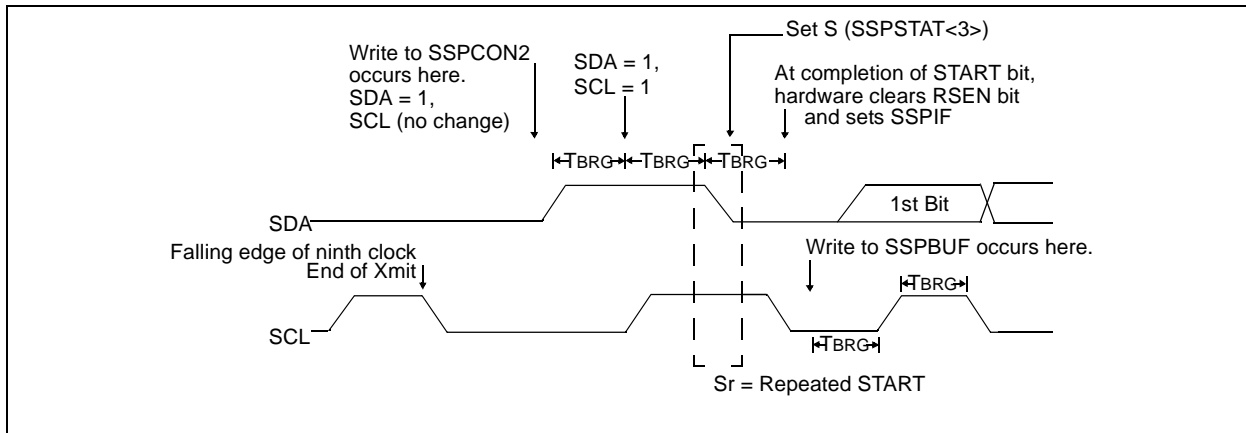 Set S (SSPSTAT<3>)
Write to SSPCON2
occurs here.
SDA = 1,
SCL (no change)
SDA = 1,
SCL = 1
At completion of START bit,
hardware clears RSEN bit
and sets SSPIF
TBRG
TBRG
TBRG
SDA
1st Bit
Falling edge of ninth clock
End of Xmit
Write to SSPBUF occurs here.
TBRG
SCL
TBRG
Sr = Repeated START